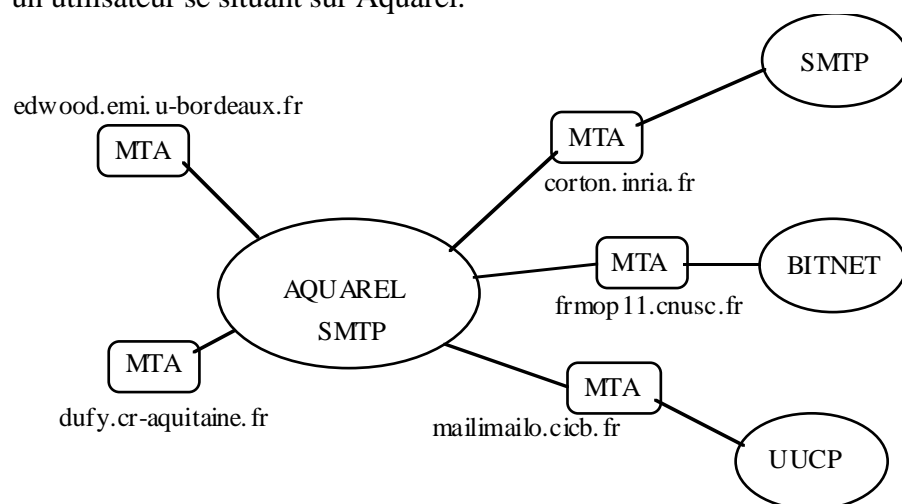 un utilisateur se situant sur Aquarel.
SMTP
edwood.emi.u-bordeaux.fr
MTA
MTA
corton.inria.fr
AQUAREL
SMTP
MTA
BITNET
frmop11.cnusc.fr
MTA
dufy.cr-aquitaine.fr
MTA
mailimailo.cicb.fr
UUCP